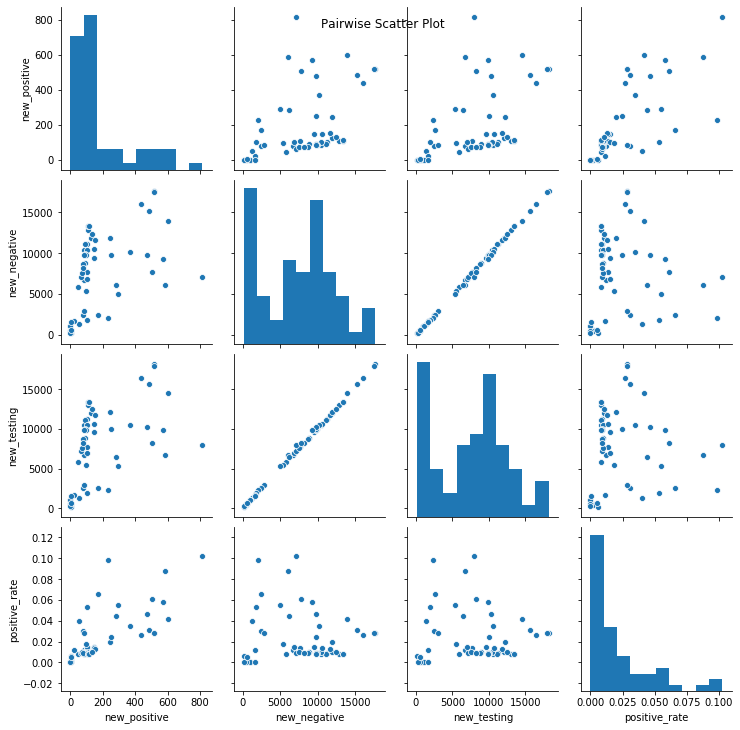 Pairwise Scatter Plot
800
600
400
200
0
new_positive
15000
10000
5000
0
new_negative
15000
10000
5000
0
new_testing
0.12
0.10
0.08
0.06
0.04
0.02
0.00
−0.02
positive_rate
0 200 400 600 800
new_positive
0 5000 10000 15000
new_negative
0 5000 10000 15000
new_testing
0.000 0.025 0.050 0.075 0.100
positive_rate